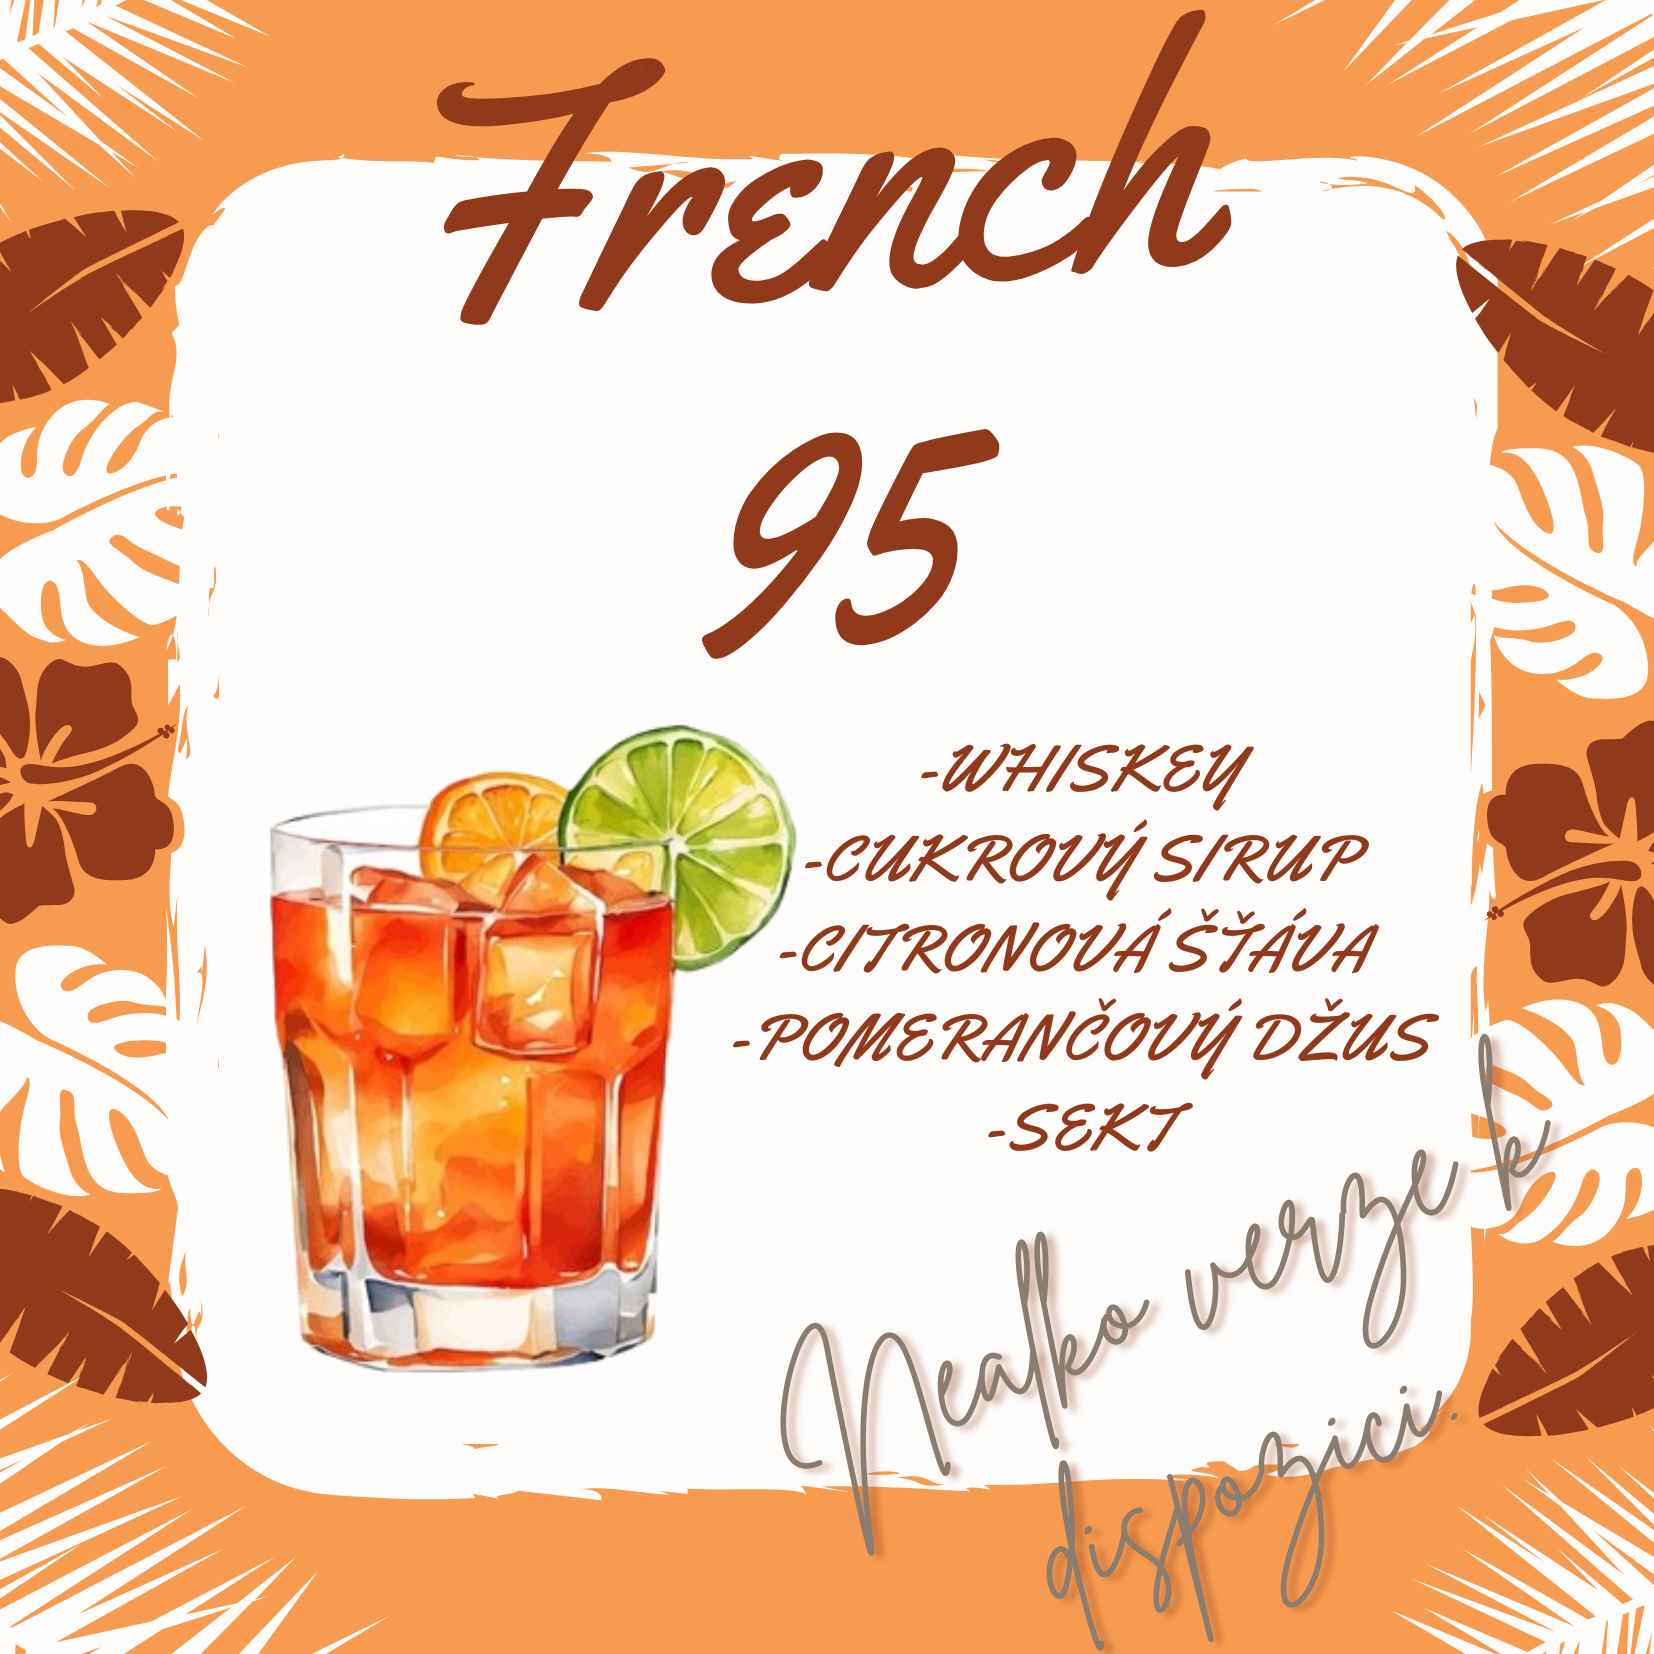 French
95
-WHISKEY
-CUKROVÝ SIRUP
-CITRONOVÁ ŠŤÁVA
-POMERANČOVÝ DŽUS
-SEKT
Nealko verze k
dispozici.